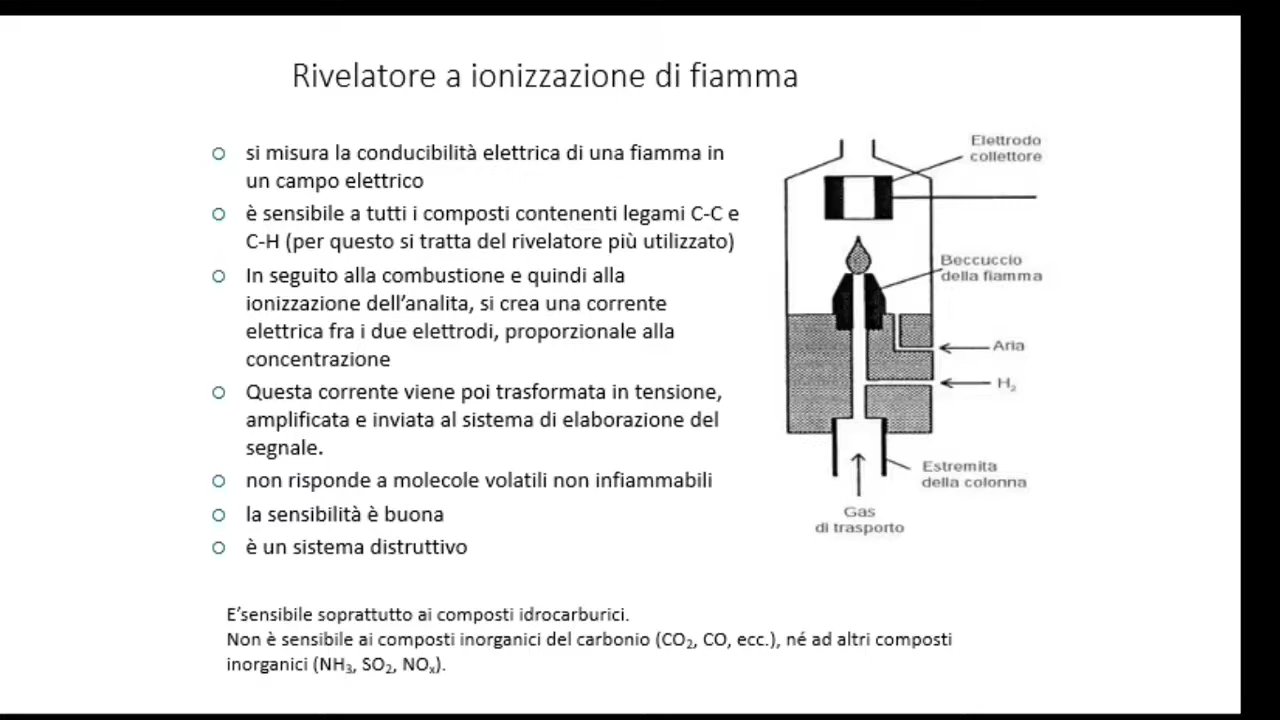 Rivelatore a ionizzazione di fiamma
si misura la conducibilità elettrica di una fiamma in
un campo elettrico
è sensibile a tutti i composti contenenti legami C-C e
C-H (per questo si tratta del rivelatore più utilizzato)
In seguito alla combustione e quindi alla
ionizzazione dell’analita, si crea una corrente
elettrica fra i due elettrodi, proporzionale alla
concentrazione
Questa corrente viene poi trasformata in tensione,
amplificata e inviata al sistema di elaborazione del
segnale.
non risponde a molecole volatili non infiammabili
la sensibilità è buona
è un sistema distruttivo
Elettrodo
collettore
Beccuccio
della fiamma
Aria
H₂
Estremita
della colonna
Gas
di trasporto
E’sensibile soprattutto ai composti idrocarburici.
Non è sensibile ai composti inorganici del carbonio (CO₂, CO, ecc.), né ad altri composti
inorganici (NH₃, SO₂, NOₓ).